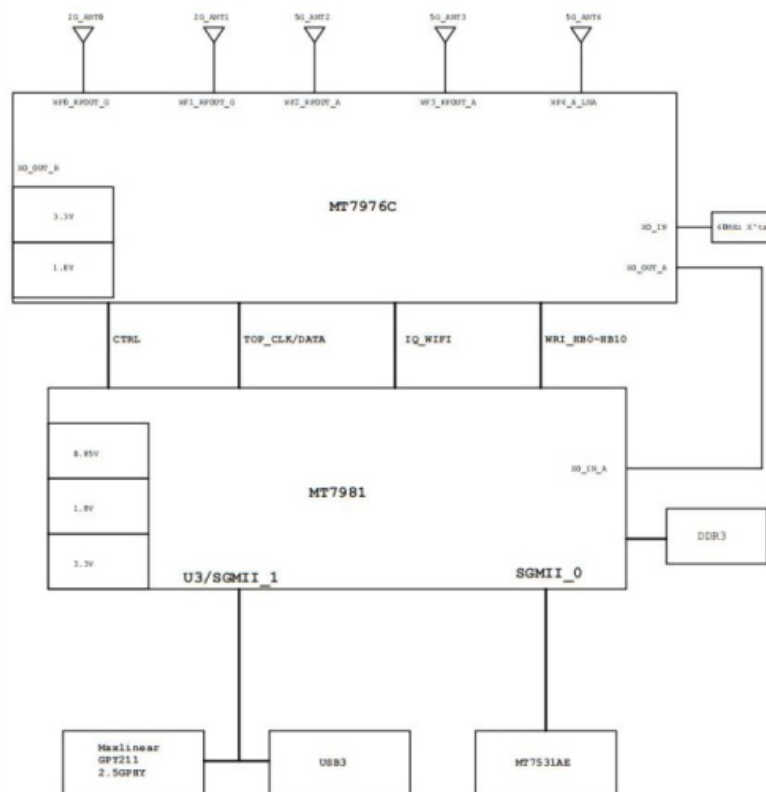 2G_ANT0
2G_ANT1
5G_ANT2
5G_ANT3
5G_ANT4
WF0_RFOUT_G
WF1_RFOUT_G
WF2_RFOUT_A
WF3_RFOUT_A
WF4_A_LNA
XO_OUT_B
3.3V
MT7976C
XO_IN
40MHz X'ta
1.8V
XO_OUT_A
CTRL
TOP_CLK/DATA
IQ_WIFI
WRI_HB0-HB10
0.85V
XO_IN_A
MT7981
1.8V
DDR3
3.3V
U3/SGMII_1
SGMII_0
Maxlinear
GPY211
2.5GPHY
USB3
MT7531AE